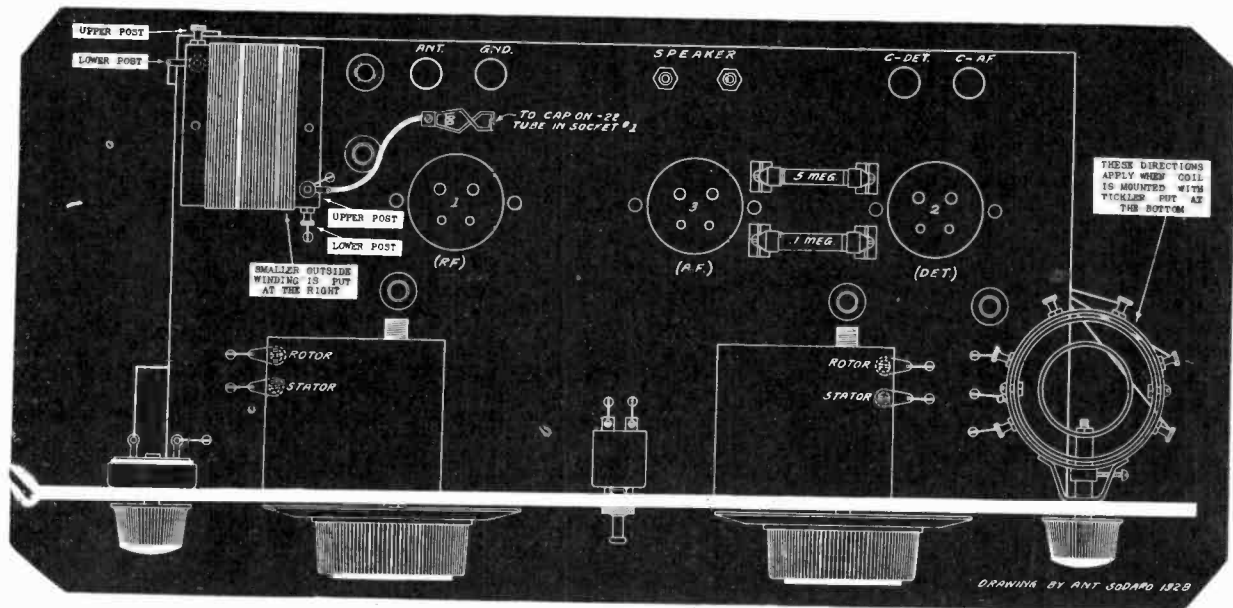 UPPER POST
LOWER POST
ANT.
GND.
SPEAKER
C-DET.
C-AF
TO CAP ON -22
TUBE IN SOCKET #1
1
(RF)
3
(A.F.)
.5 MEG.
.1 MEG
2
(DET.)
THESE DIRECTIONS
APPLY WHEN COIL
IS MOUNTED WITH
TICKLER PUT AT
THE BOTTOM
UPPER POST
LOWER POST
SMALLER OUTSIDE
WINDING IS PUT
AT THE RIGHT
ROTOR
STATOR
ROTOR
STATOR
DRAWING BY ANT SODARO 1928